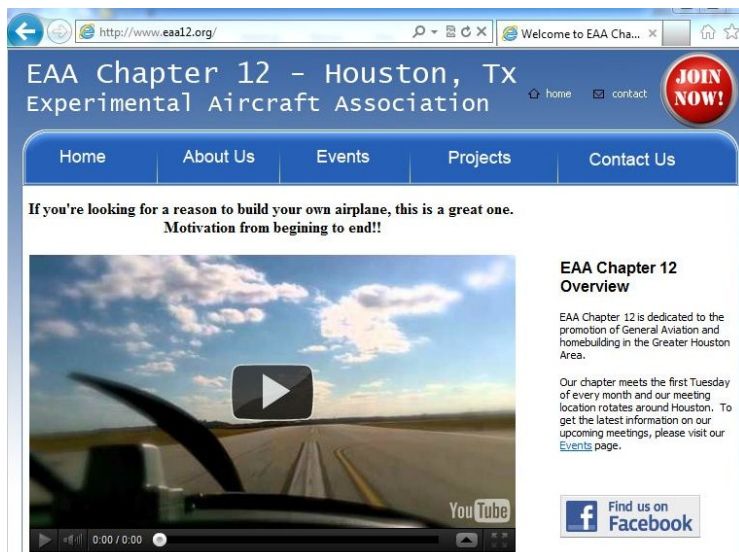 http://www.eaa12.org/
Welcome to EAA Cha...
EAA Chapter 12 - Houston, Tx
Experimental Aircraft Association
home
contact
JOIN
NOW!
Home
About Us
Events
Projects
Contact Us
If you're looking for a reason to build your own airplane, this is a great one.
Motivation from begining to end!!
YouTube
0:00 / 0:00
EAA Chapter 12
Overview
EAA Chapter 12 is dedicated to the
promotion of General Aviation and
homebuilding in the Greater Houston
Area.
Our chapter meets the first Tuesday
of every month and our meeting
location rotates around Houston. To
get the latest information on our
upcoming meetings, please visit our
Events page.
f
Find us on
Facebook